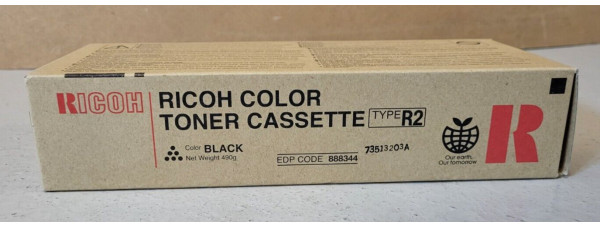 RICOH
RICOH COLOR
TONER CASSETTE TYPE R2
Color BLACK
Net Weight 490g
EDP CODE 888344
73513203A
Our earth,
Our tomorrow
R